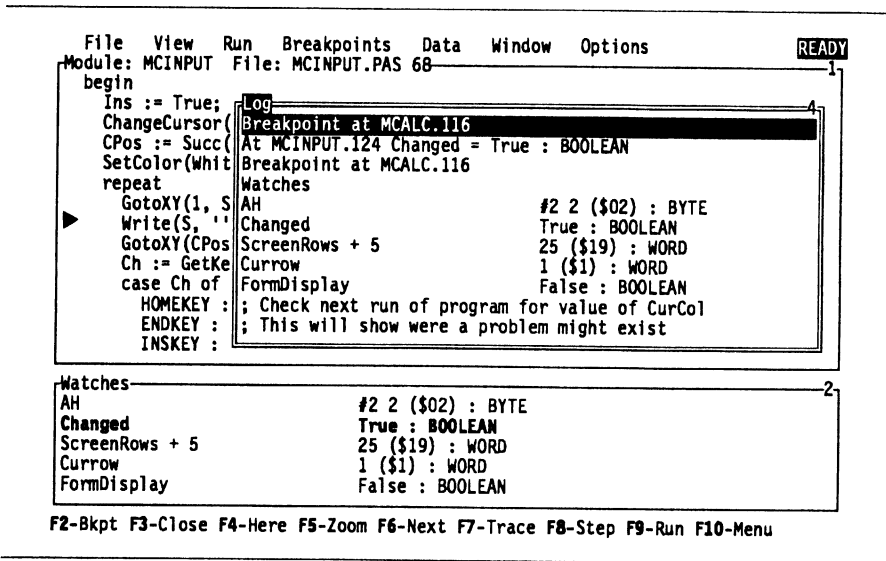 File View Run Breakpoints Data Window Options READY
Module: MCINPUT File: MCINPUT.PAS 68 1
begin
Ins := True;
ChangeCursor(
CPos := Succ(
SetColor(Whit
repeat
GotoXY(1, S
Write(S, ''
GotoXY(CPos
Ch := GetKe
case Ch of
HOMEKEY :
ENDKEY :
INSKEY :
Log 4
Breakpoint at MCALC.116
At MCINPUT.124 Changed = True : BOOLEAN
Breakpoint at MCALC.116
Watches
AH #2 2 ($02) : BYTE
Changed True : BOOLEAN
ScreenRows + 5 25 ($19) : WORD
Currow 1 ($1) : WORD
FormDisplay False : BOOLEAN
; Check next run of program for value of CurCol
; This will show were a problem might exist
Watches 2
AH #2 2 ($02) : BYTE
Changed True : BOOLEAN
ScreenRows + 5 25 ($19) : WORD
Currow 1 ($1) : WORD
FormDisplay False : BOOLEAN
F2-Bkpt F3-Close F4-Here F5-Zoom F6-Next F7-Trace F8-Step F9-Run F10-Menu